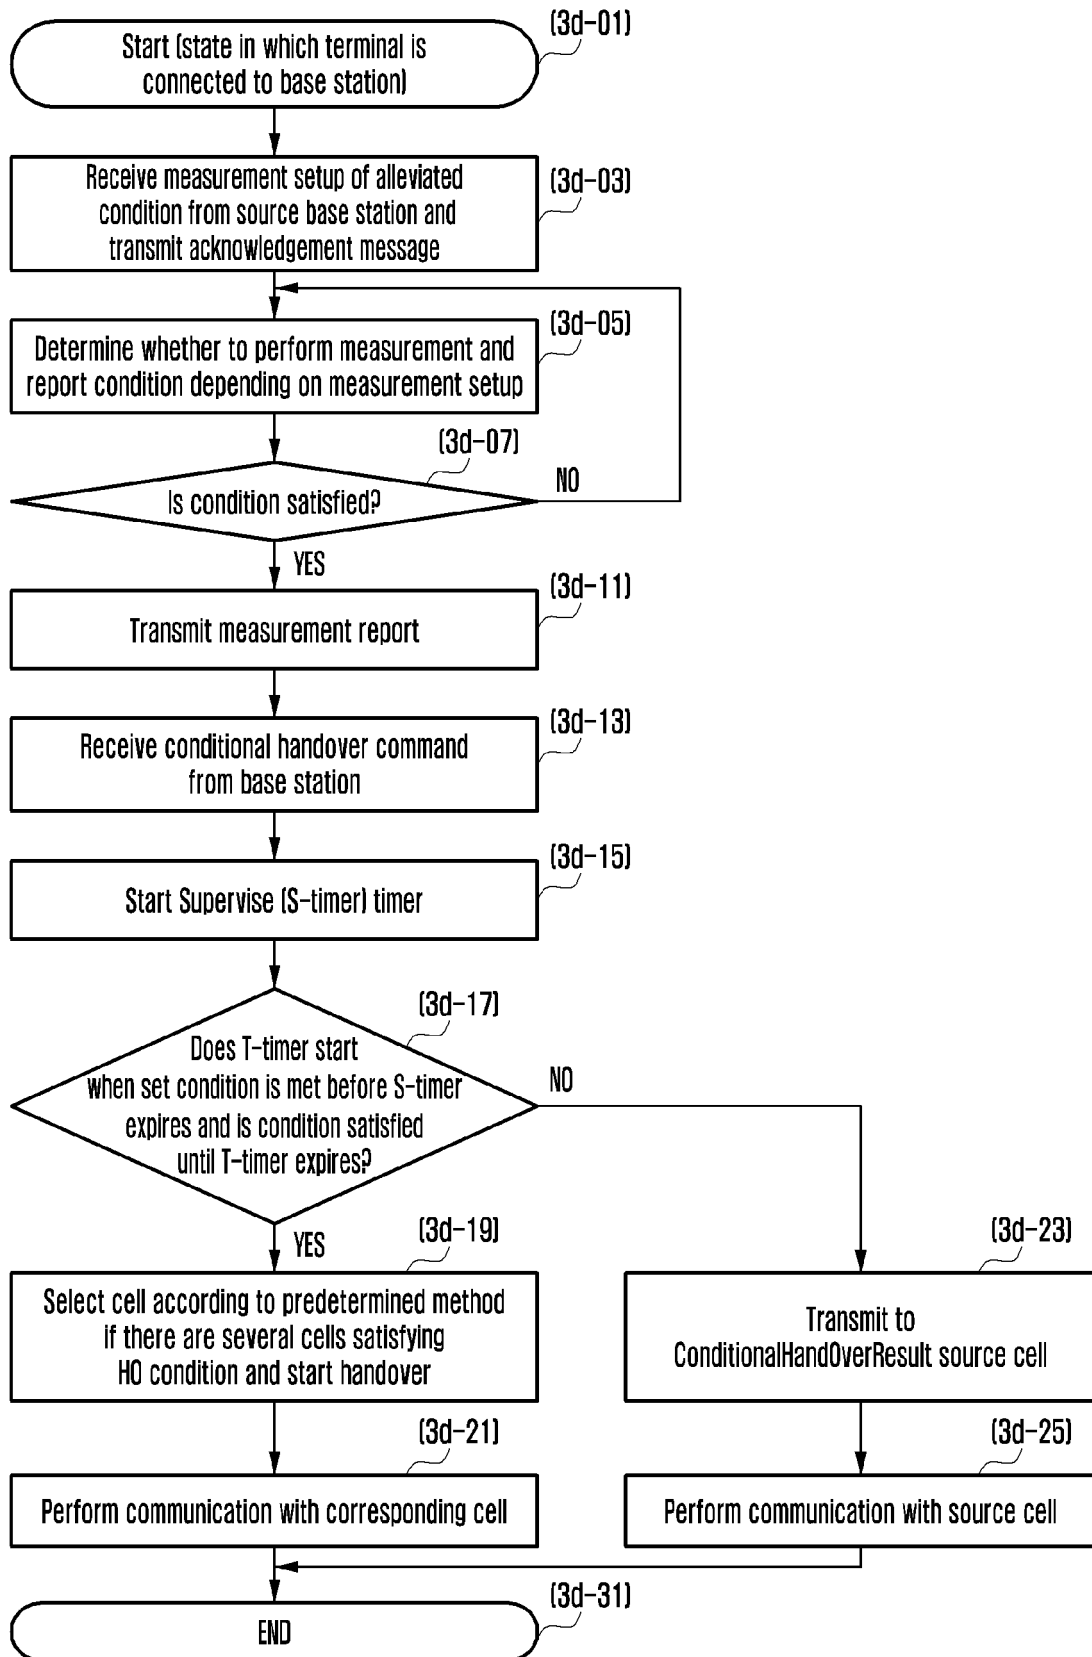 (3d-01)
Start (state in which terminal is
connected to base station)
(3d-03)
Receive measurement setup of alleviated
condition from source base station and
transmit acknowledgement message
(3d-05)
Determine whether to perform measurement and
report condition depending on measurement setup
(3d-07)
Is condition satisfied?
NO
YES
(3d-11)
Transmit measurement report
(3d-13)
Receive conditional handover command
from base station
(3d-15)
Start Supervise (S-timer) timer
(3d-17)
Does T-timer start
when set condition is met before S-timer
expires and is condition satisfied
until T-timer expires?
NO
YES
(3d-19)
Select cell according to predetermined method
if there are several cells satisfying
HO condition and start handover
(3d-23)
Transmit to
ConditionalHandOverResult source cell
(3d-21)
Perform communication with corresponding cell
(3d-25)
Perform communication with source cell
(3d-31)
END